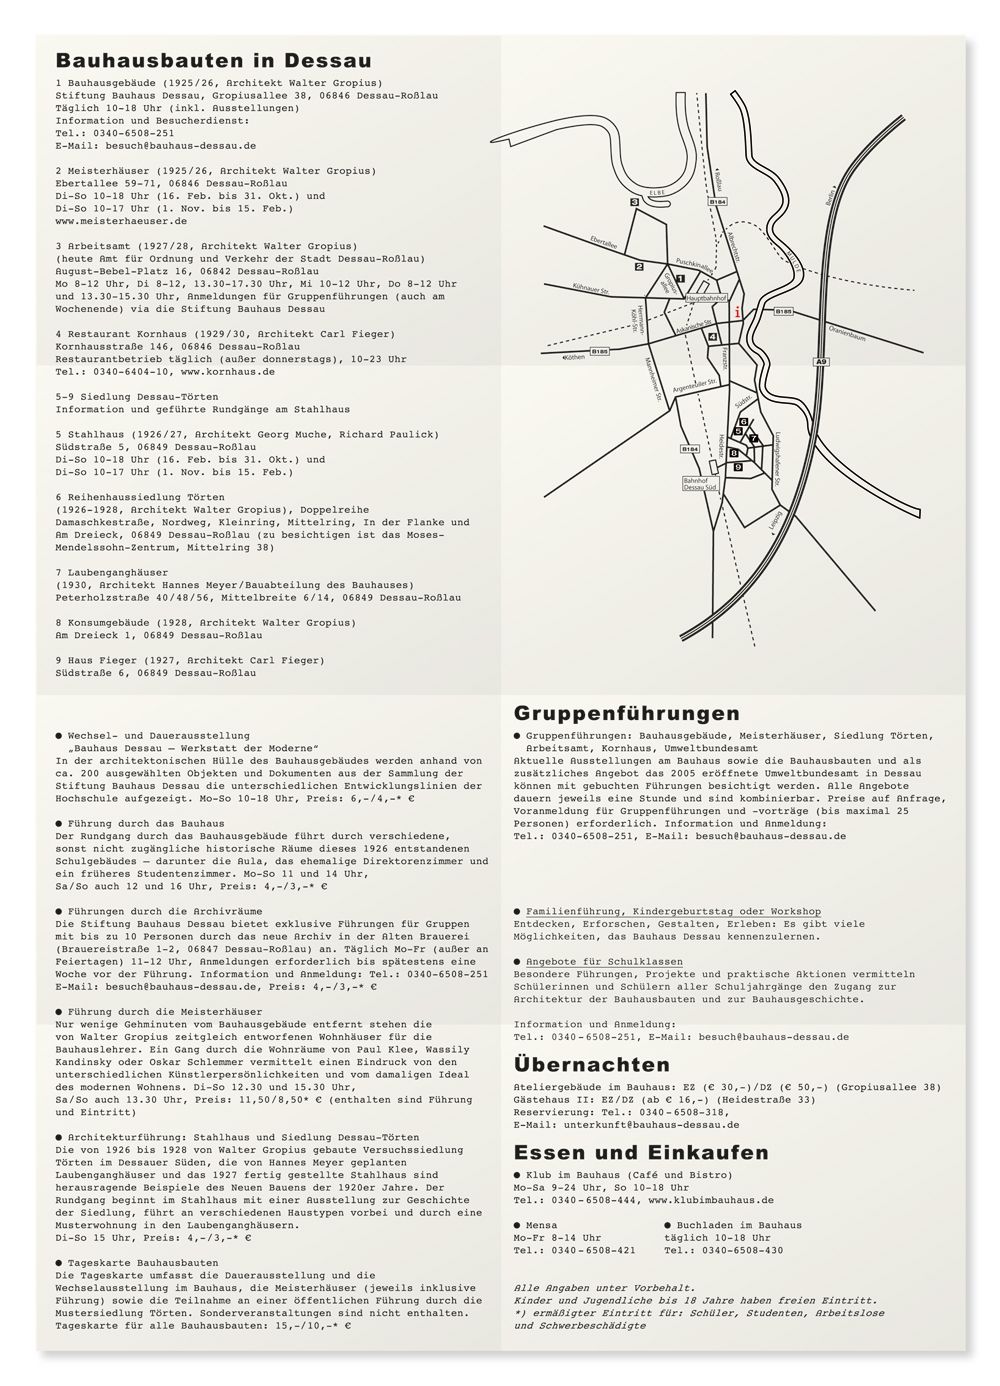 Bauhausbauten in Dessau
1 Bauhausgebäude (1925/26, Architekt Walter Gropius)
Stiftung Bauhaus Dessau, Gropiusallee 38, 06846 Dessau-Roßlau
Täglich 10-18 Uhr (inkl. Ausstellungen)
Information und Besucherdienst:
Tel.: 0340-6508-251
E-Mail: besuch@bauhaus-dessau.de
2 Meisterhäuser (1925/26, Architekt Walter Gropius)
Ebertallee 59-71, 06846 Dessau-Roßlau
Di-So 10-18 Uhr (16. Feb. bis 31. Okt.) und
Di-So 10-17 Uhr (1. Nov. bis 15. Feb.)
www.meisterhaeuser.de
3 Arbeitsamt (1927/28, Architekt Walter Gropius)
(heute Amt für Ordnung und Verkehr der Stadt Dessau-Roßlau)
August-Bebel-Platz 16, 06842 Dessau-Roßlau
Mo 8-12 Uhr, Di 8-12, 13.30-17.30 Uhr, Mi 10-12 Uhr, Do 8-12 Uhr
und 13.30-15.30 Uhr, Anmeldungen für Gruppenführungen (auch am
Wochenende) via die Stiftung Bauhaus Dessau
4 Restaurant Kornhaus (1929/30, Architekt Carl Fieger)
Kornhausstraße 146, 06846 Dessau-Roßlau
Restaurantbetrieb täglich (außer donnerstags), 10-23 Uhr
Tel.: 0340-6404-10, www.kornhaus.de
5-9 Siedlung Dessau-Törten
Information und geführte Rundgänge am Stahlhaus
5 Stahlhaus (1926/27, Architekt Georg Muche, Richard Paulick)
Südstraße 5, 06849 Dessau-Roßlau
Di-So 10-18 Uhr (16. Feb. bis 31. Okt.) und
Di-So 10-17 Uhr (1. Nov. bis 15. Feb.)
6 Reihenhaussiedlung Törten
(1926-1928, Architekt Walter Gropius), Doppelreihe
Damaschkestraße, Nordweg, Kleinring, Mittelring, In der Flanke und
Am Dreieck, 06849 Dessau-Roßlau (zu besichtigen ist das Moses-
Mendelssohn-Zentrum, Mittelring 38)
7 Laubenganghäuser
(1930, Architekt Hannes Meyer/Bauabteilung des Bauhauses)
Peterholzstraße 40/48/56, Mittelbreite 6/14, 06849 Dessau-Roßlau
8 Konsumgebäude (1928, Architekt Walter Gropius)
Am Dreieck 1, 06849 Dessau-Roßlau
9 Haus Fieger (1927, Architekt Carl Fieger)
Südstraße 6, 06849 Dessau-Roßlau
ELBE
Roßlau
B184
3
Ebertallee
Albrechtstr.
MULDE
Berlin
2
Puschkinallee
1
Gropius-
allee
Kühnauer Str.
Hauptbahnhof
Hermann-
Köhl-Str.
i
B185
Askanische Str.
4
Oranienbaum
Köthen
B185
Franzstr.
A9
Mannheimer Str.
Argenteuiler Str.
Südstr.
6
5
7
Heidestr.
Ludwigshafener Str.
B184
8
9
Bahnhof
Dessau Süd
Leipzig
● Wechsel- und Dauerausstellung
„Bauhaus Dessau — Werkstatt der Moderne“
In der architektonischen Hülle des Bauhausgebäudes werden anhand von
ca. 200 ausgewählten Objekten und Dokumenten aus der Sammlung der
Stiftung Bauhaus Dessau die unterschiedlichen Entwicklungslinien der
Hochschule aufgezeigt. Mo-So 10-18 Uhr, Preis: 6,-/4,-* €
● Führung durch das Bauhaus
Der Rundgang durch das Bauhausgebäude führt durch verschiedene,
sonst nicht zugängliche historische Räume dieses 1926 entstandenen
Schulgebäudes — darunter die Aula, das ehemalige Direktorenzimmer und
ein früheres Studentenzimmer. Mo-So 11 und 14 Uhr,
Sa/So auch 12 und 16 Uhr, Preis: 4,-/3,-* €
● Führungen durch die Archivräume
Die Stiftung Bauhaus Dessau bietet exklusive Führungen für Gruppen
mit bis zu 10 Personen durch das neue Archiv in der Alten Brauerei
(Brauereistraße 1-2, 06847 Dessau-Roßlau) an. Täglich Mo-Fr (außer an
Feiertagen) 11-12 Uhr, Anmeldungen erforderlich bis spätestens eine
Woche vor der Führung. Information und Anmeldung: Tel.: 0340-6508-251
E-Mail: besuch@bauhaus-dessau.de, Preis: 4,-/3,-* €
● Führung durch die Meisterhäuser
Nur wenige Gehminuten vom Bauhausgebäude entfernt stehen die
von Walter Gropius zeitgleich entworfenen Wohnhäuser für die
Bauhauslehrer. Ein Gang durch die Wohnräume von Paul Klee, Wassily
Kandinsky oder Oskar Schlemmer vermittelt einen Eindruck von den
unterschiedlichen Künstlerpersönlichkeiten und vom damaligen Ideal
des modernen Wohnens. Di-So 12.30 und 15.30 Uhr,
Sa/So auch 13.30 Uhr, Preis: 11,50/8,50* € (enthalten sind Führung
und Eintritt)
● Architekturführung: Stahlhaus und Siedlung Dessau-Törten
Die von 1926 bis 1928 von Walter Gropius gebaute Versuchssiedlung
Törten im Dessauer Süden, die von Hannes Meyer geplanten
Laubenganghäuser und das 1927 fertig gestellte Stahlhaus sind
herausragende Beispiele des Neuen Bauens der 1920er Jahre. Der
Rundgang beginnt im Stahlhaus mit einer Ausstellung zur Geschichte
der Siedlung, führt an verschiedenen Haustypen vorbei und durch eine
Musterwohnung in den Laubenganghäusern.
Di-So 15 Uhr, Preis: 4,-/3,-* €
● Tageskarte Bauhausbauten
Die Tageskarte umfasst die Dauerausstellung und die
Wechselausstellung im Bauhaus, die Meisterhäuser (jeweils inklusive
Führung) sowie die Teilnahme an einer öffentlichen Führung durch die
Mustersiedlung Törten. Sonderveranstaltungen sind nicht enthalten.
Tageskarte für alle Bauhausbauten: 15,-/10,-* €
Gruppenführungen
● Gruppenführungen: Bauhausgebäude, Meisterhäuser, Siedlung Törten,
Arbeitsamt, Kornhaus, Umweltbundesamt
Aktuelle Ausstellungen am Bauhaus sowie die Bauhausbauten und als
zusätzliches Angebot das 2005 eröffnete Umweltbundesamt in Dessau
können mit gebuchten Führungen besichtigt werden. Alle Angebote
dauern jeweils eine Stunde und sind kombinierbar. Preise auf Anfrage,
Voranmeldung für Gruppenführungen und -vorträge (bis maximal 25
Personen) erforderlich. Information und Anmeldung:
Tel.: 0340-6508-251, E-Mail: besuch@bauhaus-dessau.de
● Familienführung, Kindergeburtstag oder Workshop
Entdecken, Erforschen, Gestalten, Erleben: Es gibt viele
Möglichkeiten, das Bauhaus Dessau kennenzulernen.
● Angebote für Schulklassen
Besondere Führungen, Projekte und praktische Aktionen vermitteln
Schülerinnen und Schülern aller Schuljahrgänge den Zugang zur
Architektur der Bauhausbauten und zur Bauhausgeschichte.
Information und Anmeldung:
Tel.: 0340-6508-251, E-Mail: besuch@bauhaus-dessau.de
Übernachten
Ateliergebäude im Bauhaus: EZ (€ 30,-)/DZ (€ 50,-) (Gropiusallee 38)
Gästehaus II: EZ/DZ (ab € 16,-) (Heidestraße 33)
Reservierung: Tel.: 0340-6508-318,
E-Mail: unterkunft@bauhaus-dessau.de
Essen und Einkaufen
● Klub im Bauhaus (Café und Bistro)
Mo-Sa 9-24 Uhr, So 10-18 Uhr
Tel.: 0340-6508-444, www.klubimbauhaus.de
● Mensa
Mo-Fr 8-14 Uhr
Tel.: 0340-6508-421
● Buchladen im Bauhaus
täglich 10-18 Uhr
Tel.: 0340-6508-430
Alle Angaben unter Vorbehalt.
Kinder und Jugendliche bis 18 Jahre haben freien Eintritt.
*) ermäßigter Eintritt für: Schüler, Studenten, Arbeitslose
und Schwerbeschädigte